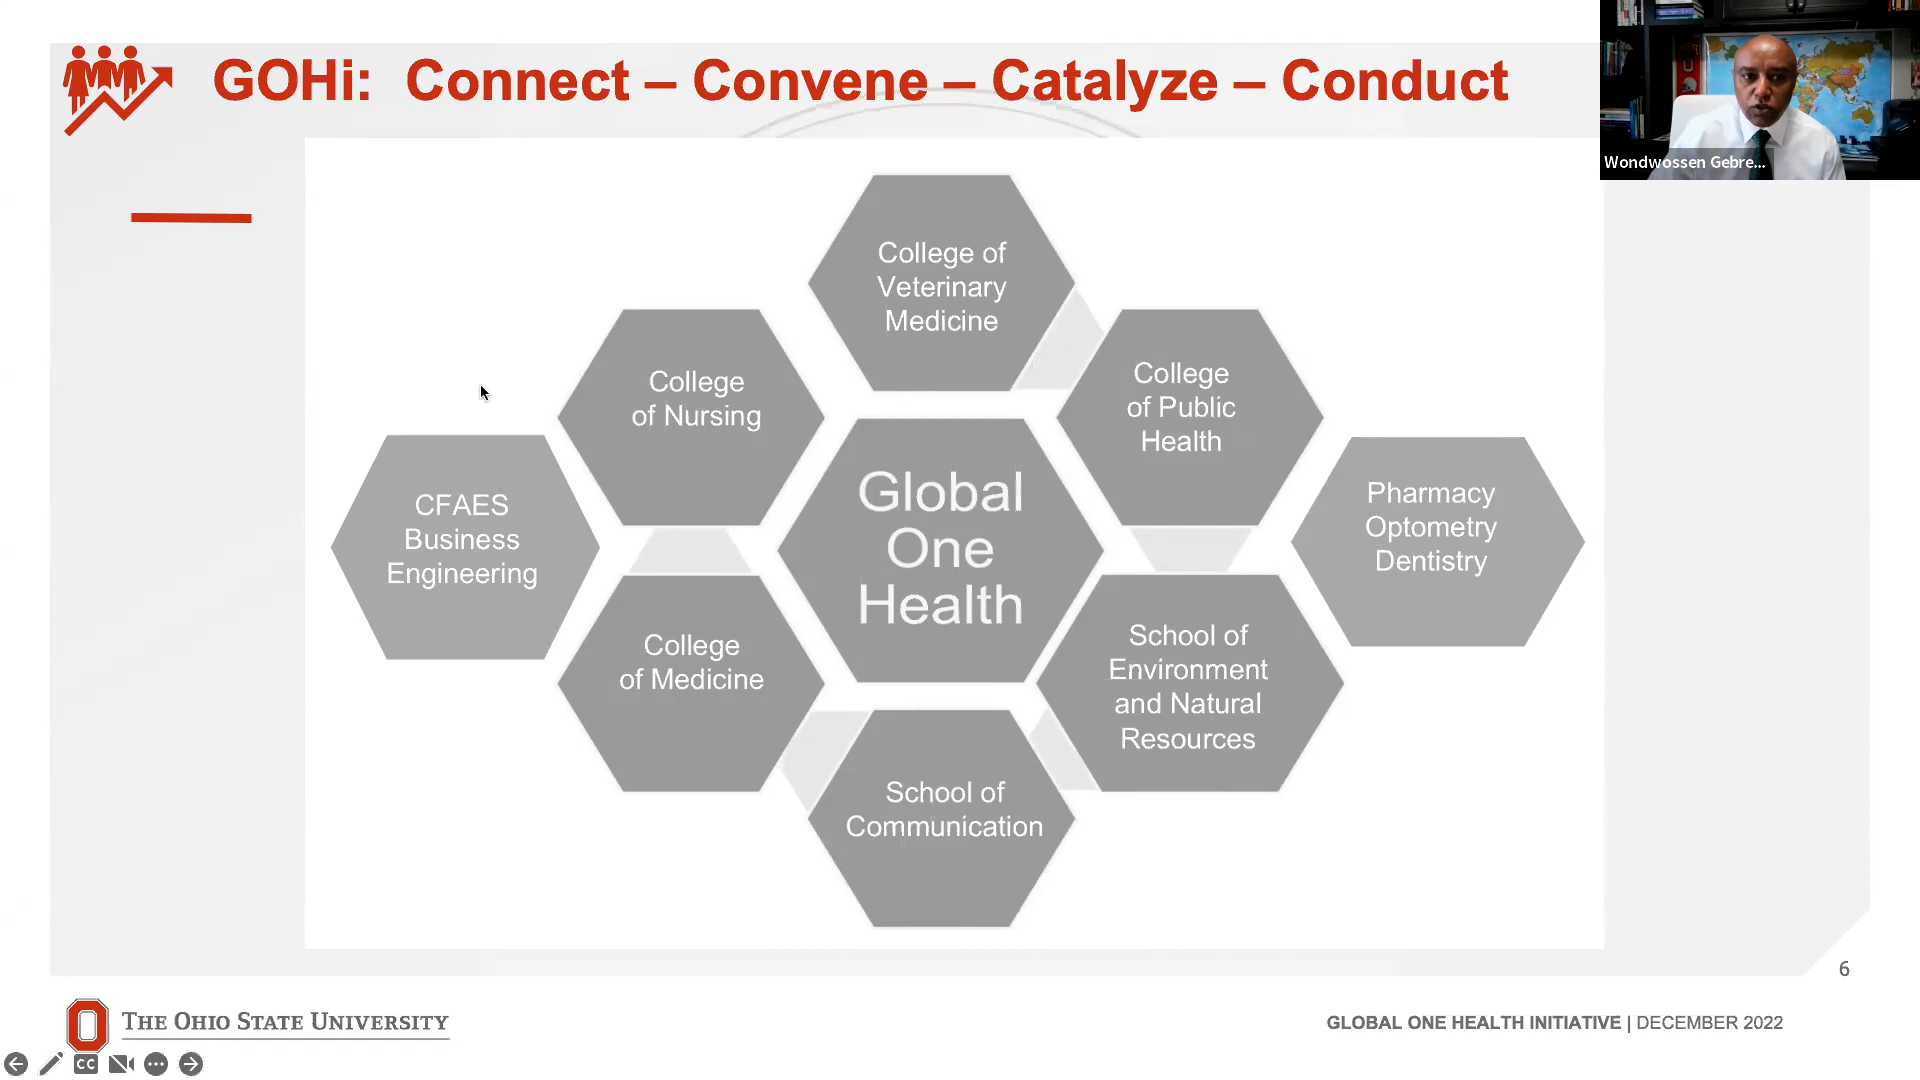 GOHi: Connect – Convene – Catalyze – Conduct
Wondwossen Gebre...
College of
Veterinary
Medicine
College
of Nursing
College
of Public
Health
CFAES
Business
Engineering
Global
One
Health
Pharmacy
Optometry
Dentistry
College
of Medicine
School of
Environment
and Natural
Resources
School of
Communication
6
THE OHIO STATE UNIVERSITY
GLOBAL ONE HEALTH INITIATIVE | DECEMBER 2022
CC